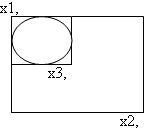 x1,
x3,
x2,